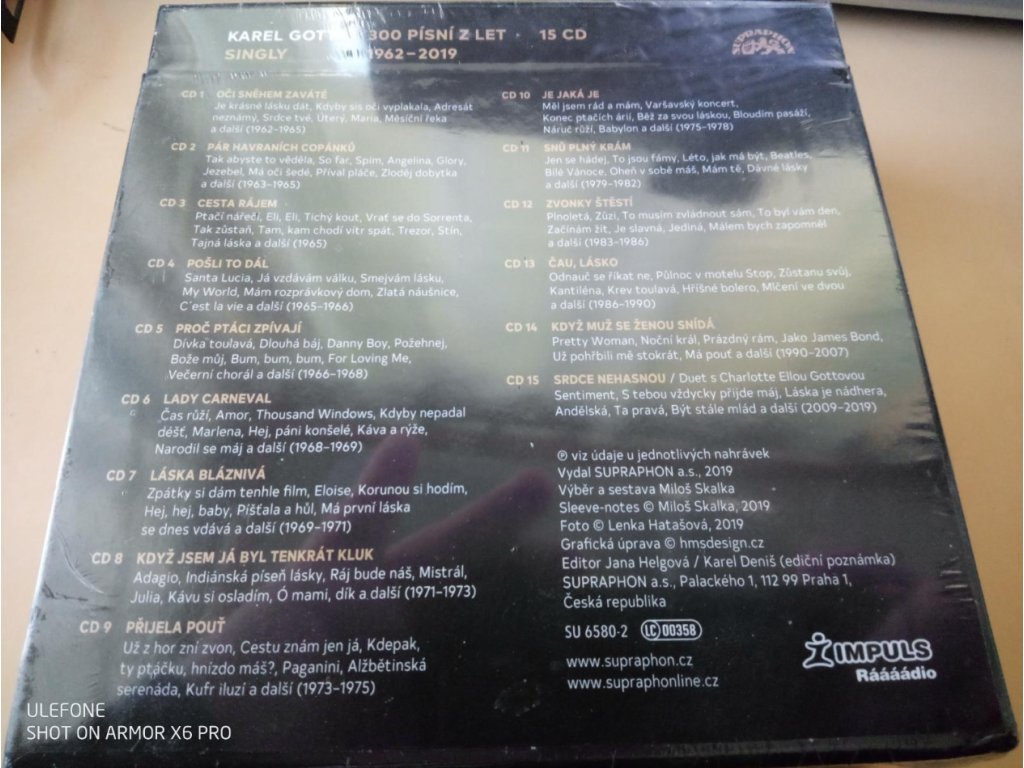 KAREL GOTT 300 PÍSNÍ Z LET · 15 CD
SINGLY 1962–2019
SUPRAPHON
CD 1 OČI SNĚHEM ZAVÁTÉ
Je krásné lásku dát, Kdyby sis oči vyplakala, Adresát
neznámý, Srdce tvé, Úterý, Maria, Měsíční řeka
a další (1962–1965)
CD 2 PÁR HAVRANÍCH COPÁNKŮ
Tak abyste to věděla, So far, Spím, Angelina, Glory,
Jezebel, Má oči šedé, Příval pláče, Zloděj dobytka
a další (1963–1965)
CD 3 CESTA RÁJEM
Ptačí nářečí, Eli, Eli, Tichý kout, Vrať se do Sorrenta,
Tak zůstaň, Tam, kam chodí vítr spát, Trezor, Stín,
Tajná láska a další (1965)
CD 4 POŠLI TO DÁL
Santa Lucia, Já vzdávám válku, Smejvám lásku,
My World, Mám rozprávkový dom, Zlatá náušnice,
C'est la vie a další (1965–1966)
CD 5 PROČ PTÁCI ZPÍVAJÍ
Dívka toulavá, Dlouhá báj, Danny Boy, Požehnej,
Bože můj, Bum, bum, bum, For Loving Me,
Večerní chorál a další (1966–1968)
CD 6 LADY CARNEVAL
Čas růží, Amor, Thousand Windows, Kdyby nepadal
déšť, Marlena, Hej, páni konšelé, Káva a rýže,
Narodil se máj a další (1968–1969)
CD 7 LÁSKA BLÁZNIVÁ
Zpátky si dám tenhle film, Eloise, Korunou si hodím,
Hej, hej, baby, Píšťala a hůl, Má první láska
se dnes vdává a další (1969–1971)
CD 8 KDYŽ JSEM JÁ BYL TENKRÁT KLUK
Adagio, Indiánská píseň lásky, Ráj bude náš, Mistrál,
Julia, Kávu si osladím, Ó mami, dík a další (1971–1973)
CD 9 PŘIJELA POUŤ
Už z hor zní zvon, Cestu znám jen já, Kdepak,
ty ptáčku, hnízdo máš?, Paganini, Alžbětinská
serenáda, Kufr iluzí a další (1973–1975)
CD 10 JE JAKÁ JE
Měl jsem rád a mám, Varšavský koncert,
Konec ptačích árií, Běž za svou láskou, Bloudím pasáží,
Náruč růží, Babylon a další (1975–1978)
CD 11 SNŮ PLNÝ KRÁM
Jen se hádej, To jsou fámy, Léto, jak má být, Beatles,
Bílé Vánoce, Oheň v sobě máš, Mám tě, Dávné lásky
a další (1979–1982)
CD 12 ZVONKY ŠTĚSTÍ
Plnoletá, Zůzi, To musím zvládnout sám, To byl vám den,
Začínám žít, Je slavná, Jediná, Málem bych zapomněl
a další (1983–1986)
CD 13 ČAU, LÁSKO
Odnauč se říkat ne, Půlnoc v motelu Stop, Zůstanu svůj,
Kantiléna, Krev toulavá, Hříšné bolero, Mlčení ve dvou
a další (1986–1990)
CD 14 KDYŽ MUŽ SE ŽENOU SNÍDÁ
Pretty Woman, Noční král, Prázdný rám, Jako James Bond,
Už pohřbili mě stokrát, Má pouť a další (1990–2007)
CD 15 SRDCE NEHASNOU / Duet s Charlotte Ellou Gottovou
Sentiment, S tebou vždycky přijde máj, Láska je nádhera,
Andělská, Ta pravá, Být stále mlád a další (2009–2019)
℗ viz údaje u jednotlivých nahrávek
Vydal SUPRAPHON a.s., 2019
Výběr a sestava Miloš Skalka
Sleeve-notes © Miloš Skalka, 2019
Foto © Lenka Hatašová, 2019
Grafická úprava © hmsdesign.cz
Editor Jana Helgová / Karel Deniš (ediční poznámka)
SUPRAPHON a.s., Palackého 1, 112 99 Praha 1,
Česká republika
SU 6580-2 LC 00358
www.supraphon.cz
www.supraphonline.cz
IMPULS
Ráááádio
ULEFONE
SHOT ON ARMOR X6 PRO